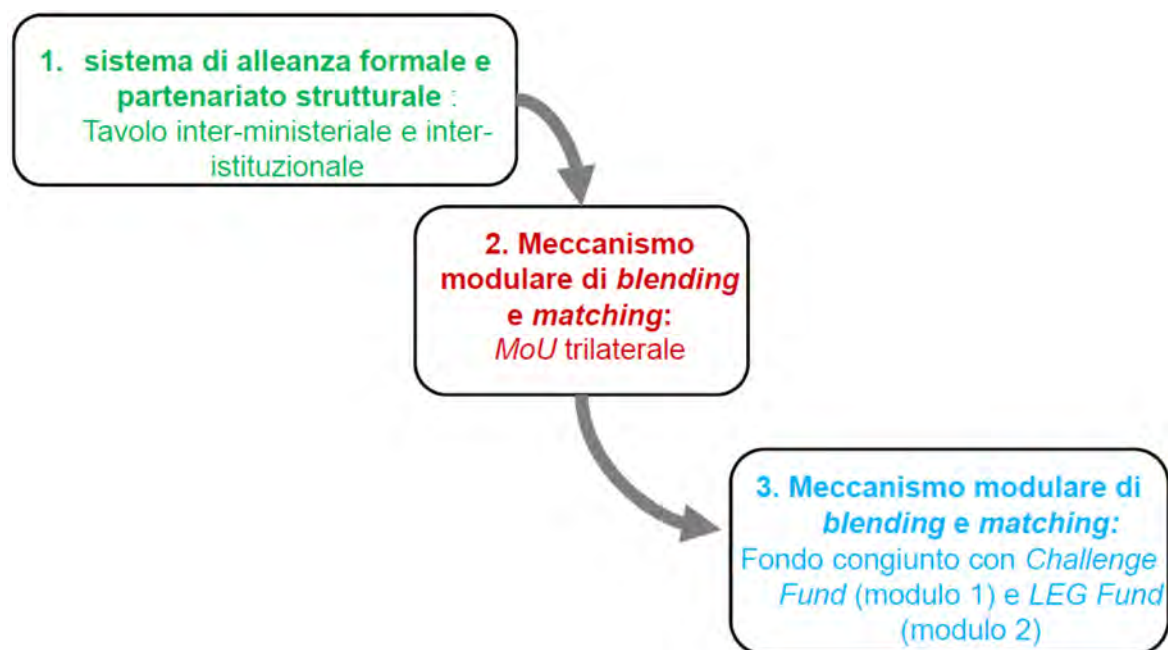 1. sistema di alleanza formale e
partenariato strutturale :
Tavolo inter-ministeriale e inter-
istituzionale
2. Meccanismo
modulare di blending
e matching:
MoU trilaterale
3. Meccanismo modulare di
blending e matching:
Fondo congiunto con Challenge
Fund (modulo 1) e LEG Fund
(modulo 2)